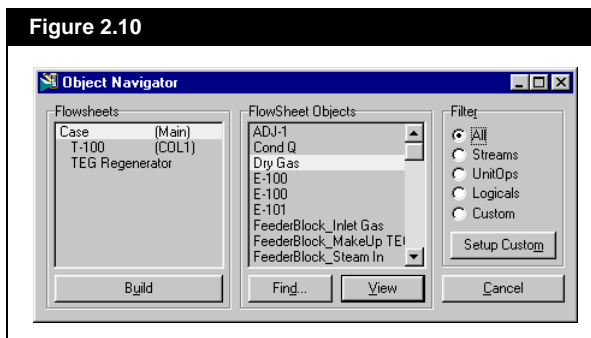 Figure 2.10
Object Navigator
Flowsheets
Case (Main)
T-100 (COL1)
TEG Regenerator
Build
FlowSheet Objects
ADJ-1
Cond Q
Dry Gas
E-100
E-100
E-101
FeederBlock_Inlet Gas
FeederBlock_MakeUp TE
FeederBlock_Steam In
Find...
View
Filter
All
Streams
UnitOps
Logicals
Custom
Setup Custom
Cancel